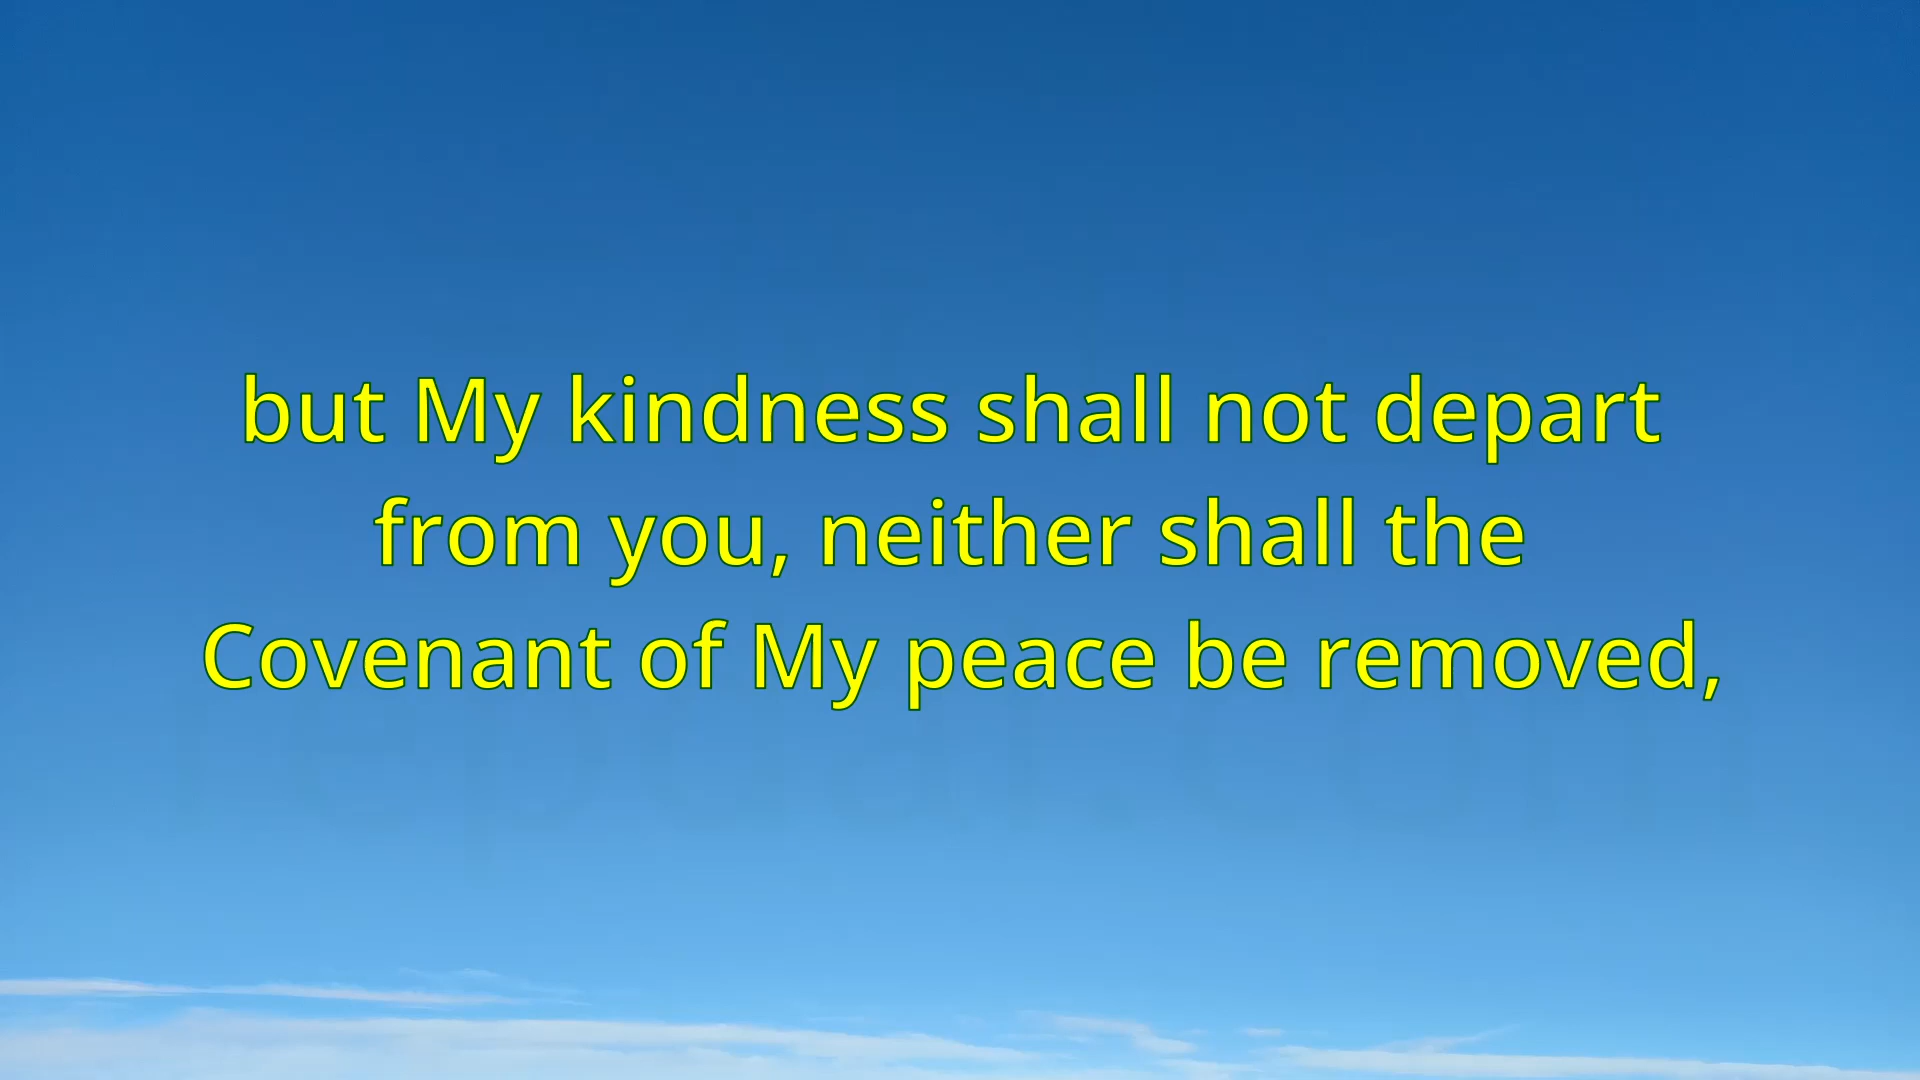 but My kindness shall not depart
from you, neither shall the
Covenant of My peace be removed,